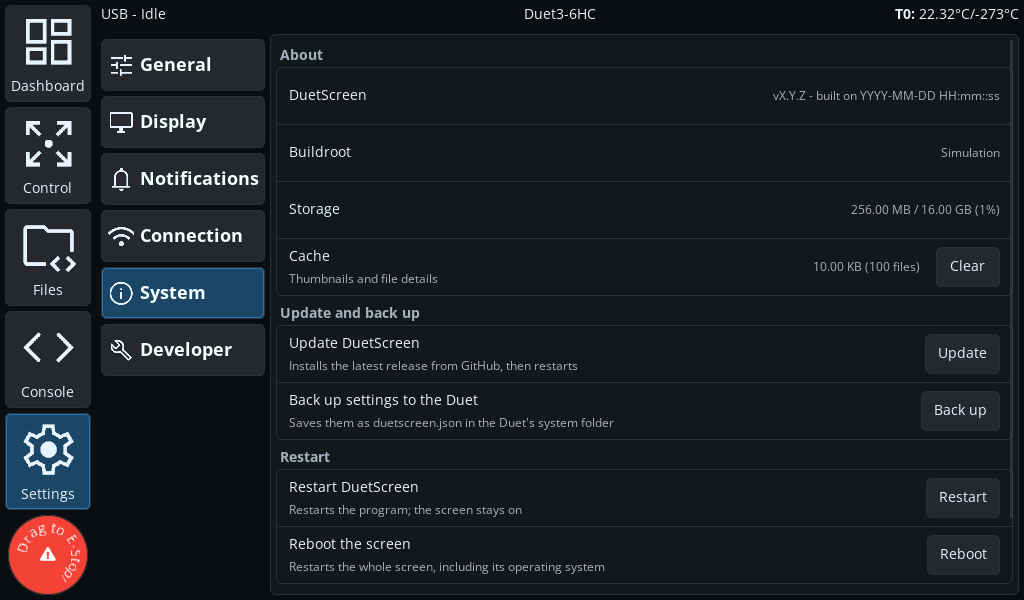 USB - Idle
Duet3-6HC
T0: 22.32°C/-273°C
Dashboard
Control
Files
Console
Settings
Drag to E-Stop!
General
Display
Notifications
Connection
System
Developer
About
DuetScreen
vX.Y.Z - built on YYYY-MM-DD HH:mm::ss
Buildroot
Simulation
Storage
256.00 MB / 16.00 GB (1%)
Cache
Thumbnails and file details
10.00 KB (100 files)
Clear
Update and back up
Update DuetScreen
Installs the latest release from GitHub, then restarts
Update
Back up settings to the Duet
Saves them as duetscreen.json in the Duet's system folder
Back up
Restart
Restart DuetScreen
Restarts the program; the screen stays on
Restart
Reboot the screen
Restarts the whole screen, including its operating system
Reboot